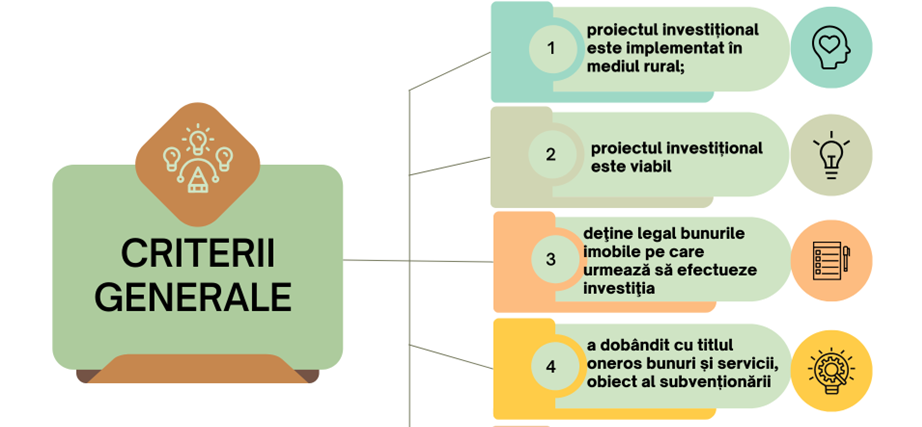 CRITERII
GENERALE
1
proiectul investițional
este implementat în
mediul rural;
2
proiectul investițional
este viabil
3
deţine legal bunurile
imobile pe care
urmează să efectueze
investiţia
4
a dobândit cu titlul
oneros bunuri și servicii,
obiect al subvenționării